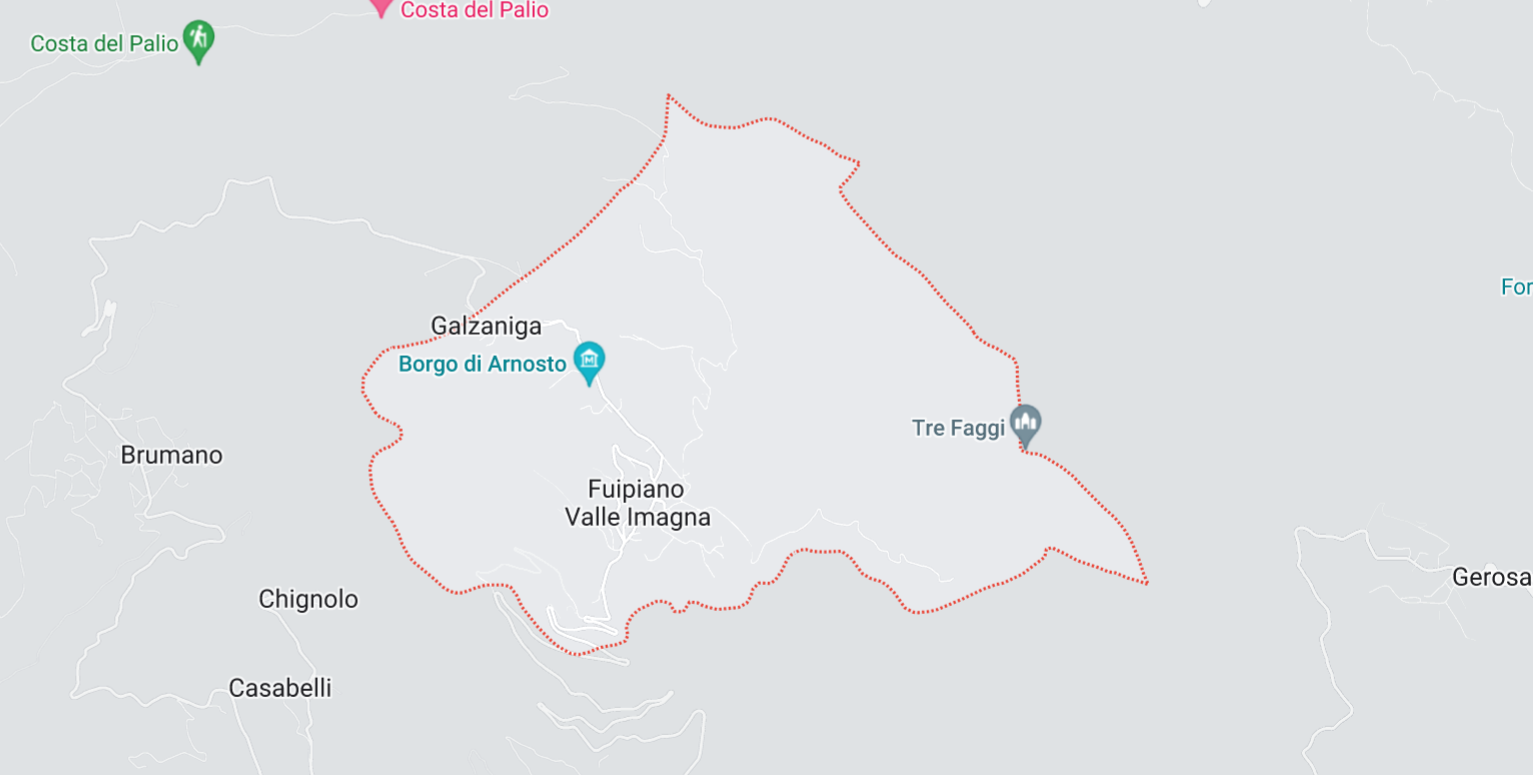 Costa del Palio
Costa del Palio
Galzaniga
Borgo di Arnosto
Tre Faggi
Brumano
Fuipiano
Valle Imagna
Gerosa
Chignolo
Casabelli
For